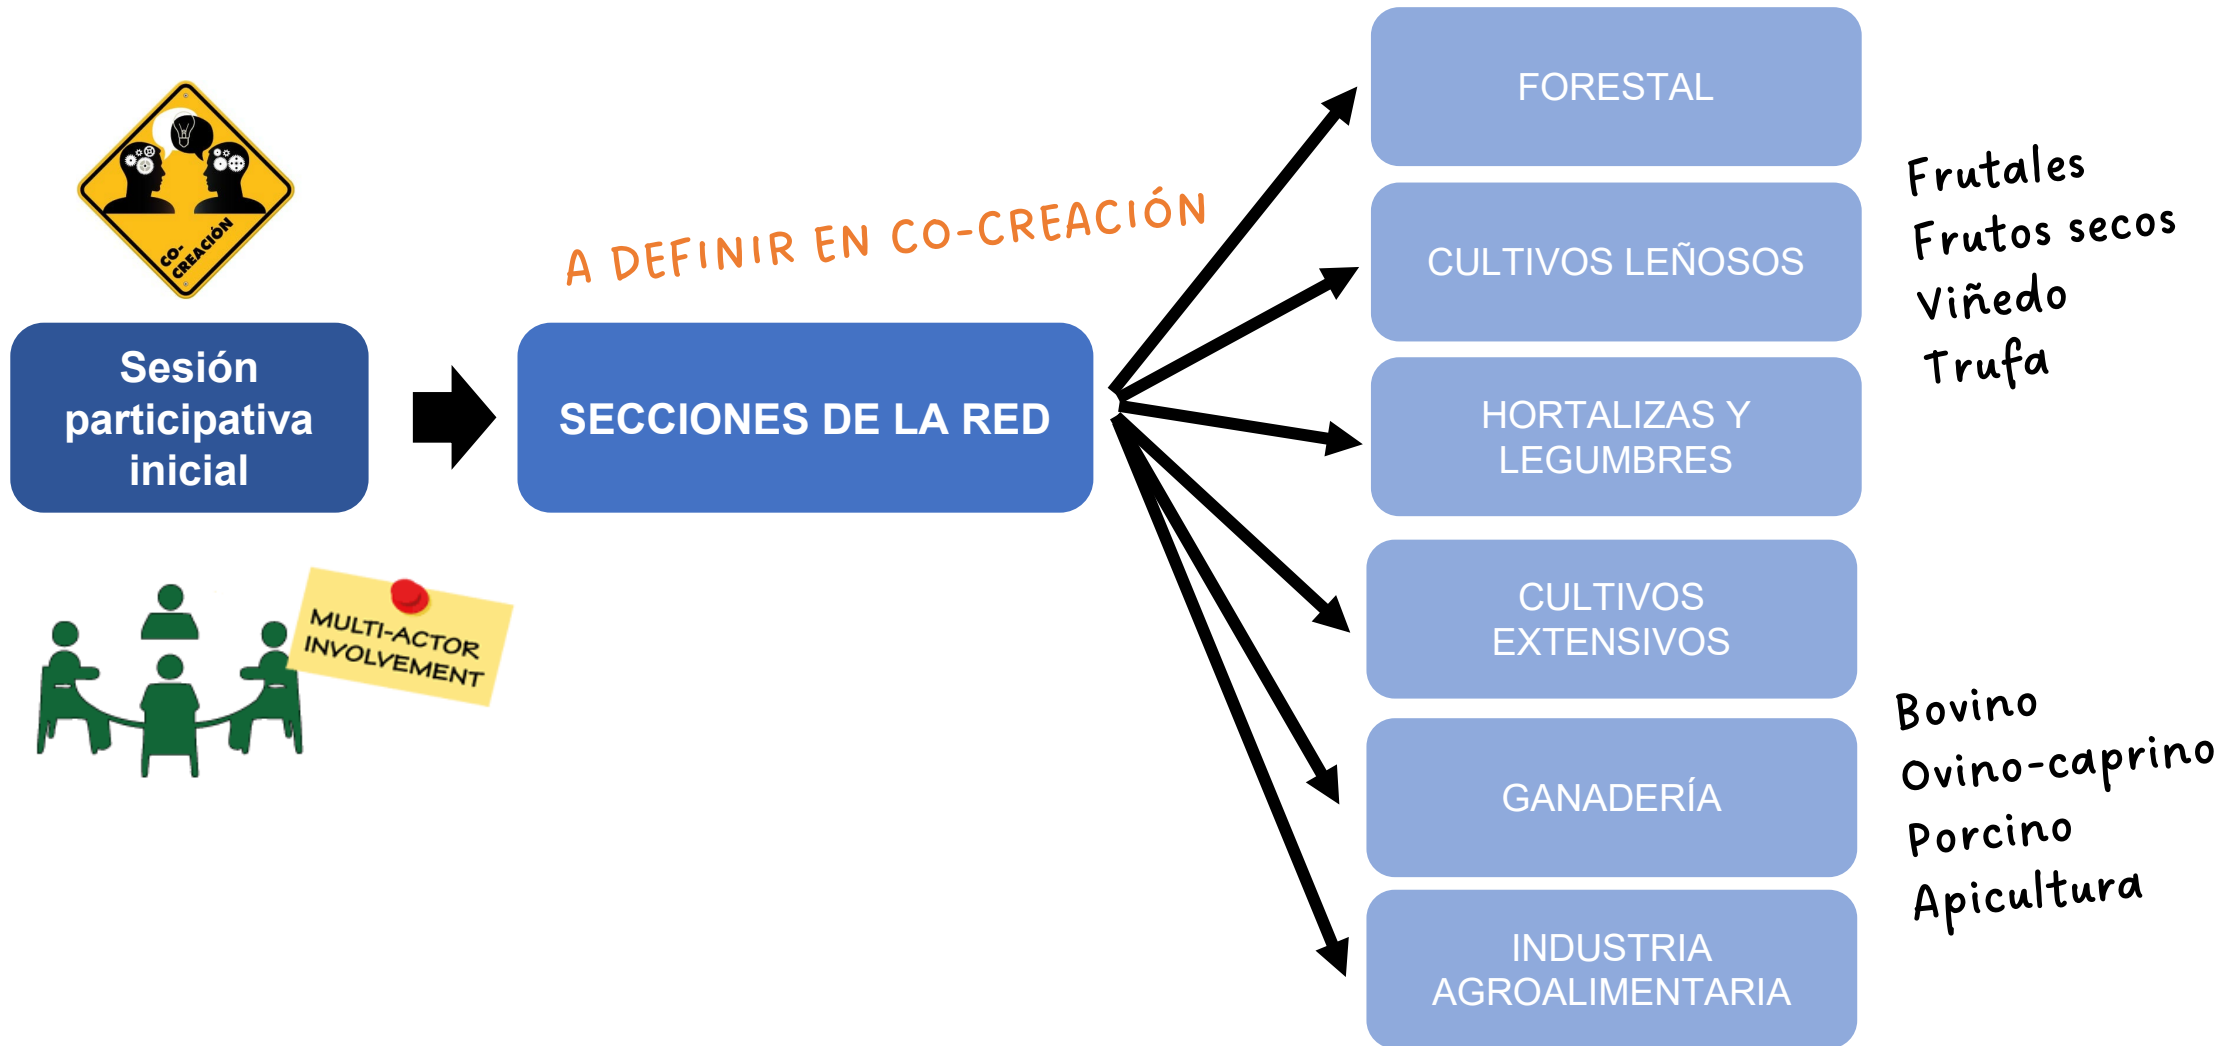 CO-
CREACIÓN
Sesión
participativa
inicial
MULTI-ACTOR
INVOLVEMENT
A DEFINIR EN CO-CREACIÓN
SECCIONES DE LA RED
FORESTAL
CULTIVOS LEÑOSOS
Frutales
Frutos secos
Viñedo
Trufa
HORTALIZAS Y
LEGUMBRES
CULTIVOS
EXTENSIVOS
GANADERÍA
Bovino
Ovino-caprino
Porcino
Apicultura
INDUSTRIA
AGROALIMENTARIA